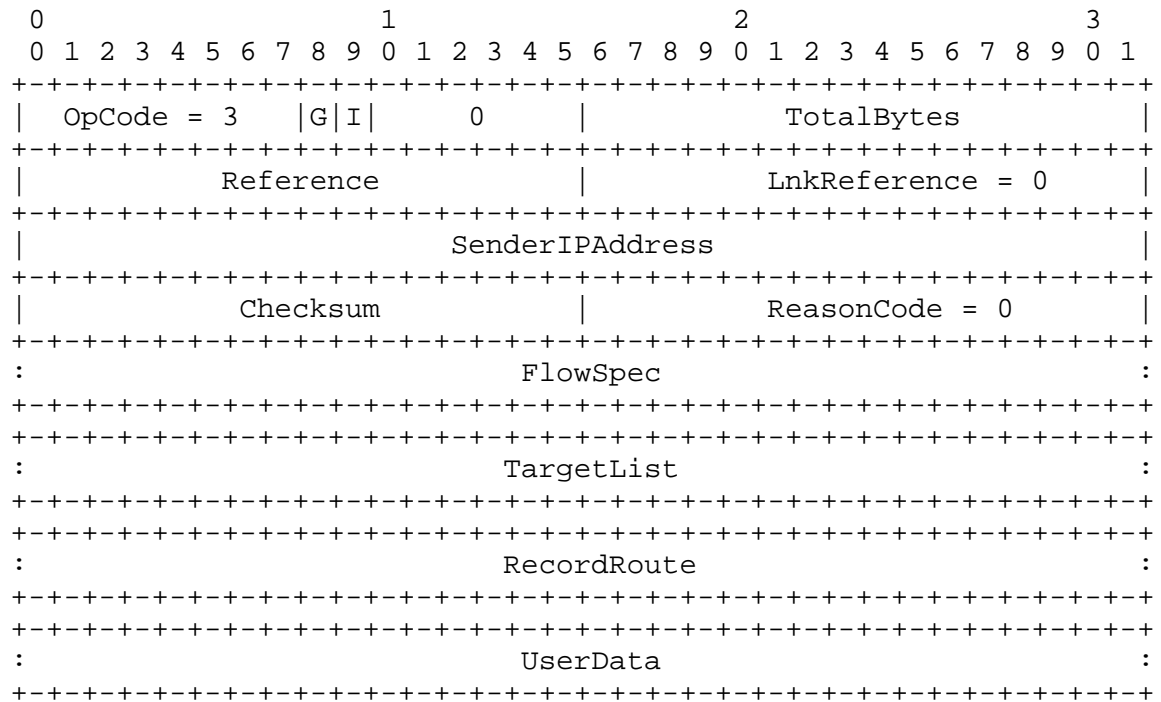 0                   1                   2                   3
 0 1 2 3 4 5 6 7 8 9 0 1 2 3 4 5 6 7 8 9 0 1 2 3 4 5 6 7 8 9 0 1
+-+-+-+-+-+-+-+-+-+-+-+-+-+-+-+-+-+-+-+-+-+-+-+-+-+-+-+-+-+-+-+-+
|  OpCode = 3   |G|I|     0     |           TotalBytes          |
+-+-+-+-+-+-+-+-+-+-+-+-+-+-+-+-+-+-+-+-+-+-+-+-+-+-+-+-+-+-+-+-+
|           Reference           |          LnkReference = 0     |
+-+-+-+-+-+-+-+-+-+-+-+-+-+-+-+-+-+-+-+-+-+-+-+-+-+-+-+-+-+-+-+-+
|                       SenderIPAddress                         |
+-+-+-+-+-+-+-+-+-+-+-+-+-+-+-+-+-+-+-+-+-+-+-+-+-+-+-+-+-+-+-+-+
|            Checksum           |          ReasonCode = 0       |
+-+-+-+-+-+-+-+-+-+-+-+-+-+-+-+-+-+-+-+-+-+-+-+-+-+-+-+-+-+-+-+-+
:                           FlowSpec                            :
+-+-+-+-+-+-+-+-+-+-+-+-+-+-+-+-+-+-+-+-+-+-+-+-+-+-+-+-+-+-+-+-+
+-+-+-+-+-+-+-+-+-+-+-+-+-+-+-+-+-+-+-+-+-+-+-+-+-+-+-+-+-+-+-+-+
:                          TargetList                           :
+-+-+-+-+-+-+-+-+-+-+-+-+-+-+-+-+-+-+-+-+-+-+-+-+-+-+-+-+-+-+-+-+
+-+-+-+-+-+-+-+-+-+-+-+-+-+-+-+-+-+-+-+-+-+-+-+-+-+-+-+-+-+-+-+-+
:                          RecordRoute                          :
+-+-+-+-+-+-+-+-+-+-+-+-+-+-+-+-+-+-+-+-+-+-+-+-+-+-+-+-+-+-+-+-+
+-+-+-+-+-+-+-+-+-+-+-+-+-+-+-+-+-+-+-+-+-+-+-+-+-+-+-+-+-+-+-+-+
:                           UserData                            :
+-+-+-+-+-+-+-+-+-+-+-+-+-+-+-+-+-+-+-+-+-+-+-+-+-+-+-+-+-+-+-+-+